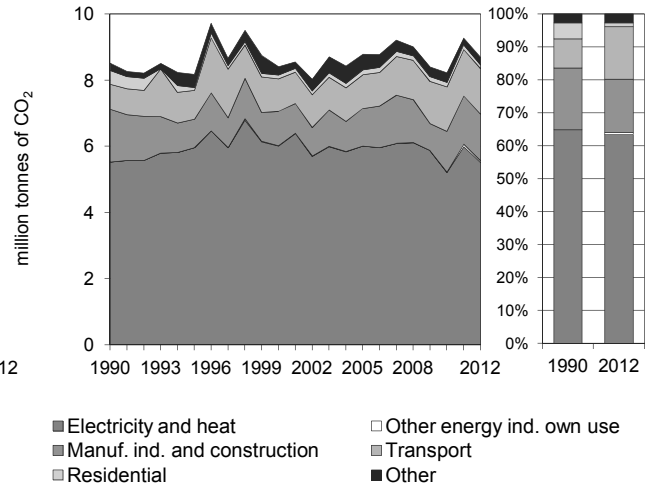 million tonnes of CO₂
10
8
6
4
2
0
1990 1993 1996 1999 2002 2005 2008 2012
12
100%
90%
80%
70%
60%
50%
40%
30%
20%
10%
0%
1990 2012
Electricity and heat
Other energy ind. own use
Manuf. ind. and construction
Transport
Residential
Other